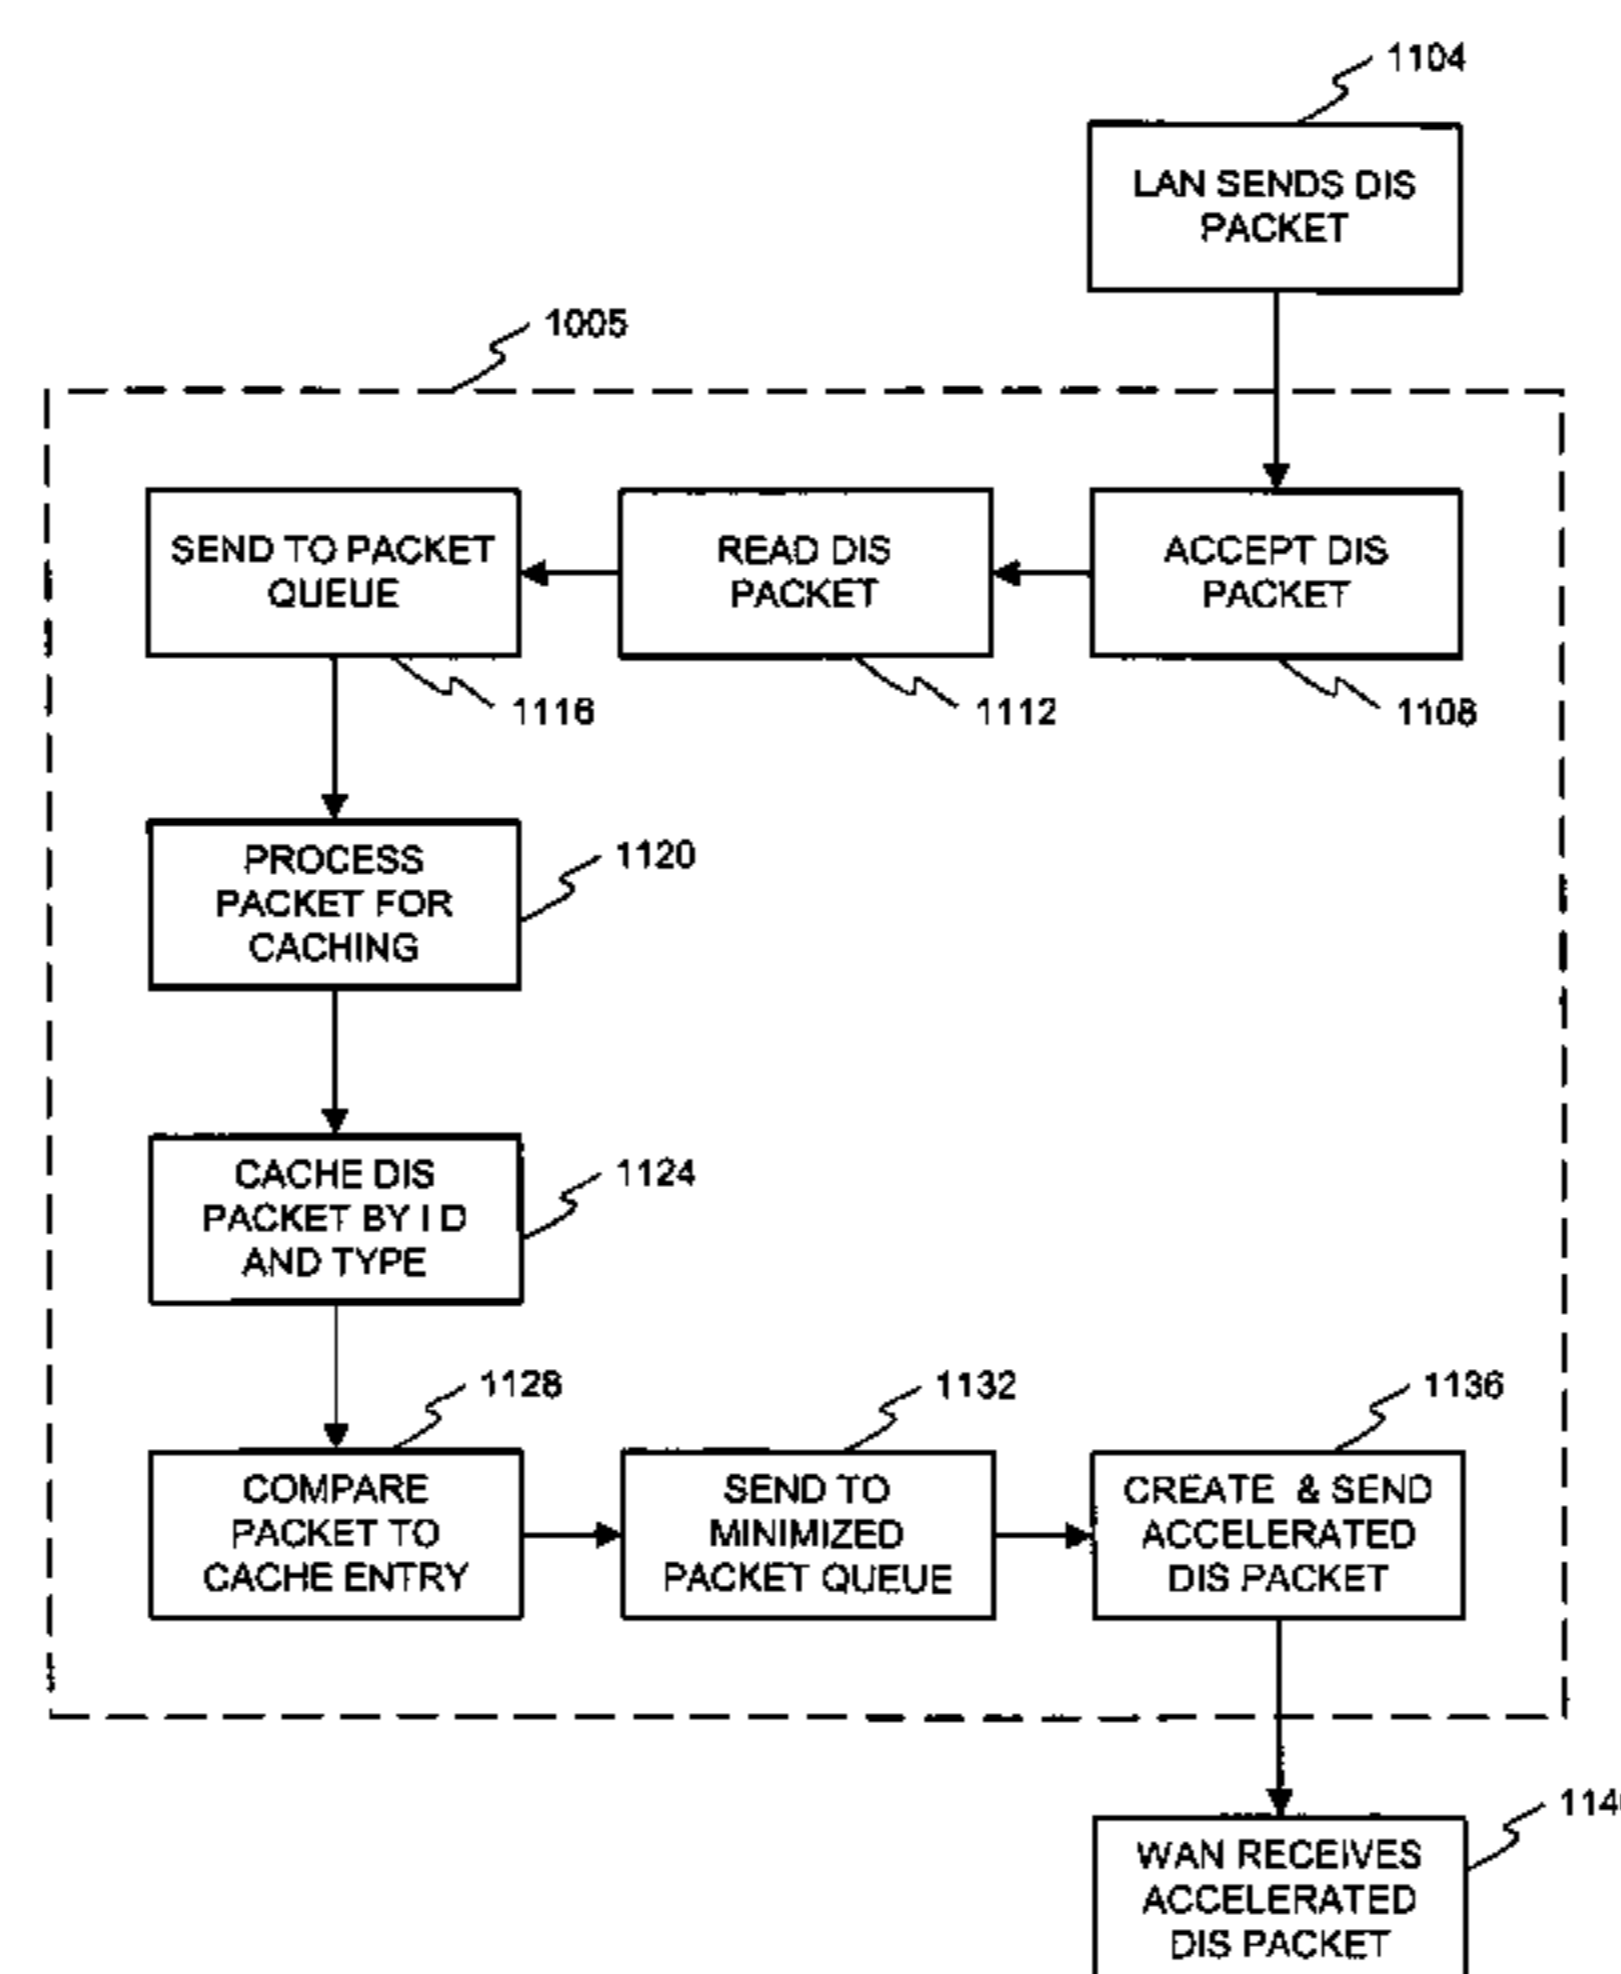 1104
LAN SENDS DIS
PACKET
1005
SEND TO PACKET
QUEUE
READ DIS
PACKET
ACCEPT DIS
PACKET
1116
1112
1108
PROCESS
PACKET FOR
CACHING
1120
CACHE DIS
PACKET BY I D
AND TYPE
1124
1128
1132
1136
COMPARE
PACKET TO
CACHE ENTRY
SEND TO
MINIMIZED
PACKET QUEUE
CREATE & SEND
ACCELERATED
DIS PACKET
WAN RECEIVES
ACCELERATED
DIS PACKET